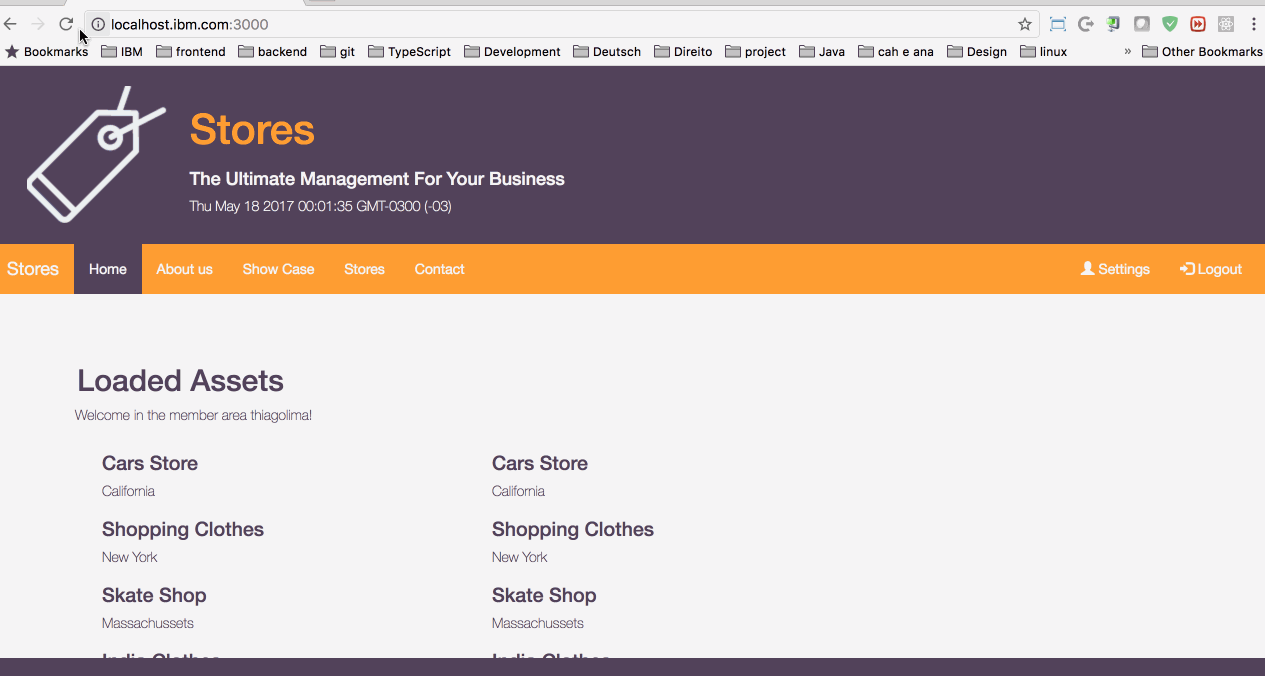 localhost.ibm.com:3000
Bookmarks IBM frontend backend git TypeScript Development Deutsch Direito project Java cah e ana Design linux » Other Bookmarks
Stores
The Ultimate Management For Your Business
Thu May 18 2017 00:01:35 GMT-0300 (-03)
Stores Home About us Show Case Stores Contact Settings Logout
Loaded Assets
Welcome in the member area thiagolima!
Cars Store Cars Store
California California
Shopping Clothes Shopping Clothes
New York New York
Skate Shop Skate Shop
Massachussets Massachussets